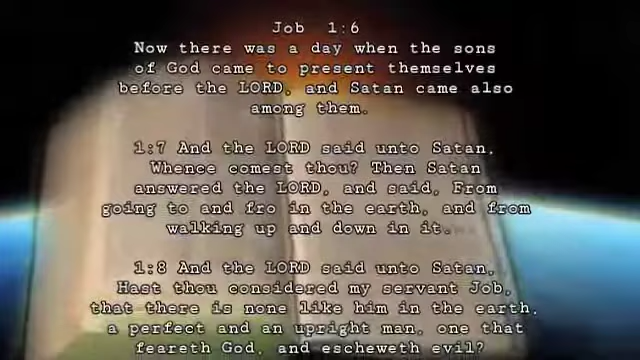 Job 1:6
Now there was a day when the sons
of God came to present themselves
before the LORD, and Satan came also
among them.
1:7 And the LORD said unto Satan,
Whence comest thou? Then Satan
answered the LORD, and said, From
going to and fro in the earth, and from
walking up and down in it.
1:8 And the LORD said unto Satan,
Hast thou considered my servant Job,
that there is none like him in the earth,
a perfect and an upright man, one that
feareth God, and escheweth evil?